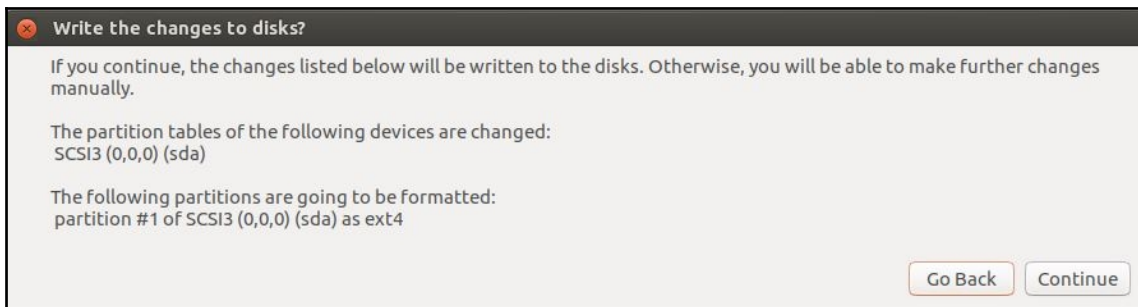 Write the changes to disks?
If you continue, the changes listed below will be written to the disks. Otherwise, you will be able to make further changes
manually.
The partition tables of the following devices are changed:
SCSI3 (0,0,0) (sda)
The following partitions are going to be formatted:
partition #1 of SCSI3 (0,0,0) (sda) as ext4
Go Back Continue